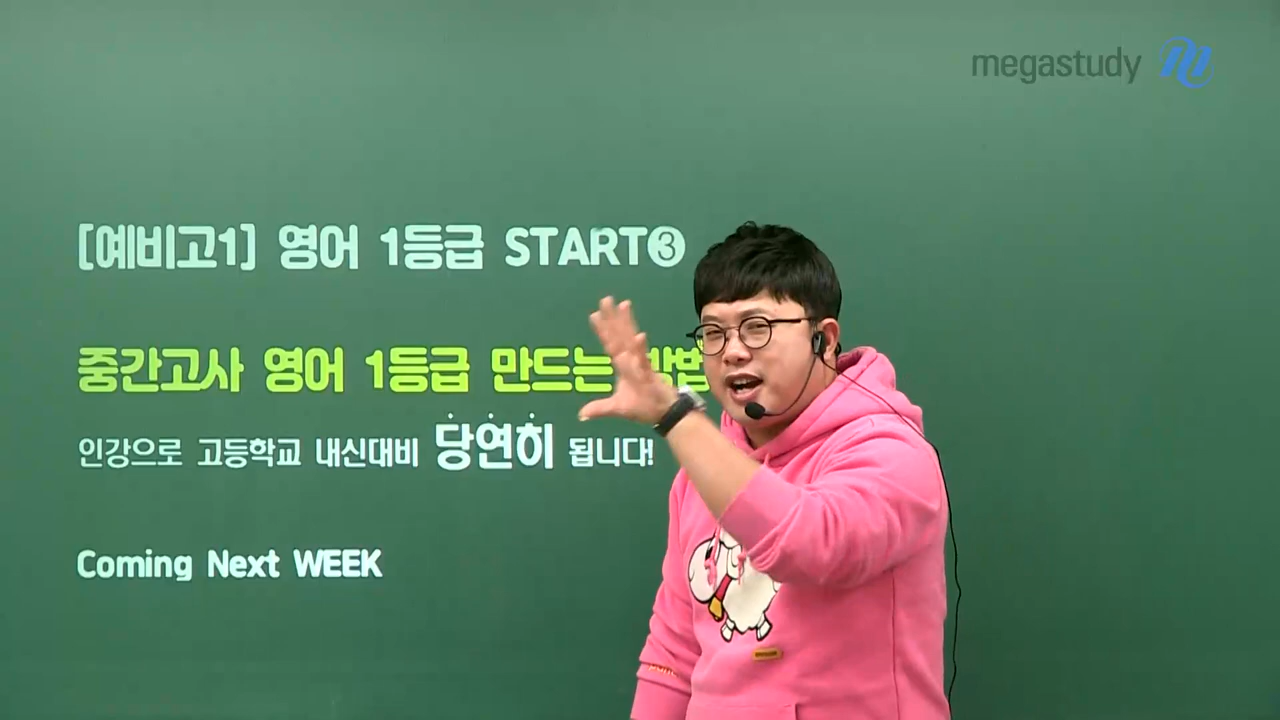 megastudy
[예비고1] 영어 1등급 START❸
중간고사 영어 1등급 만드는
인강으로 고등학교 내신대비 당연히 됩니다!
Coming Next WEEK